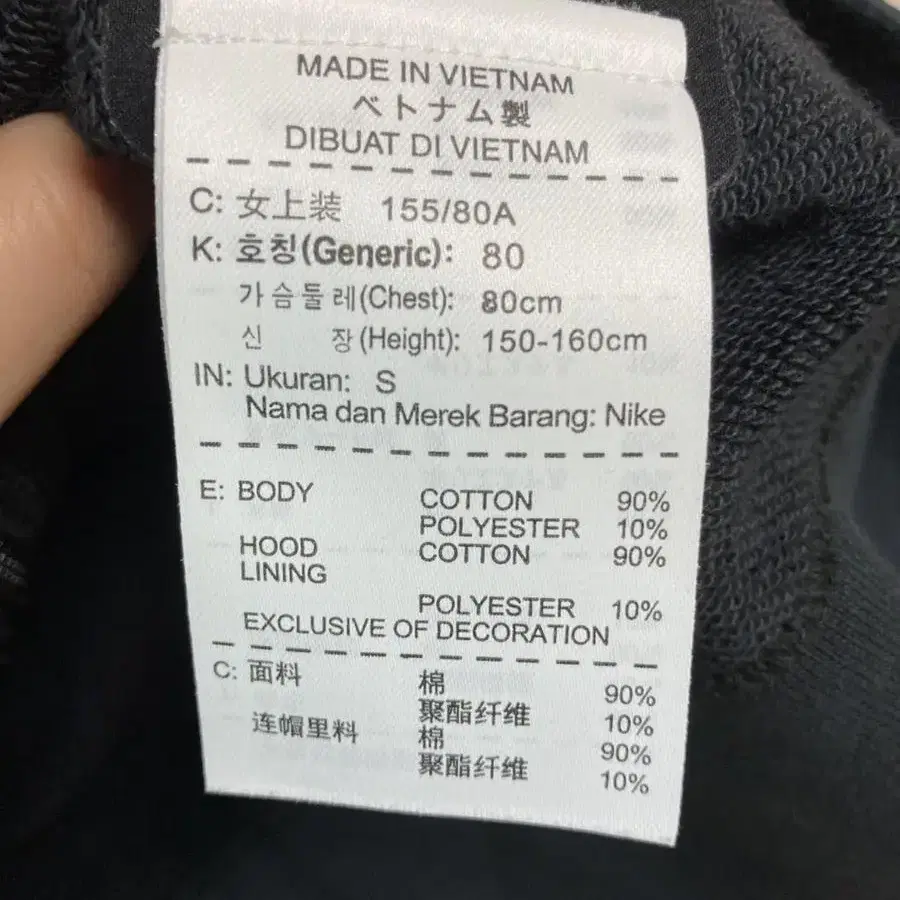 MADE IN VIETNAM
ベトナム製
DIBUAT DI VIETNAM
C: 女上装 155/80A
K: 호칭(Generic): 80
가슴둘레(Chest): 80cm
신 장(Height): 150-160cm
IN: Ukuran: S
Nama dan Merek Barang: Nike
E: BODY COTTON 90%
POLYESTER 10%
HOOD COTTON 90%
LINING
POLYESTER 10%
EXCLUSIVE OF DECORATION
C: 面料 棉 90%
聚酯纤维 10%
连帽里料 棉 90%
聚酯纤维 10%